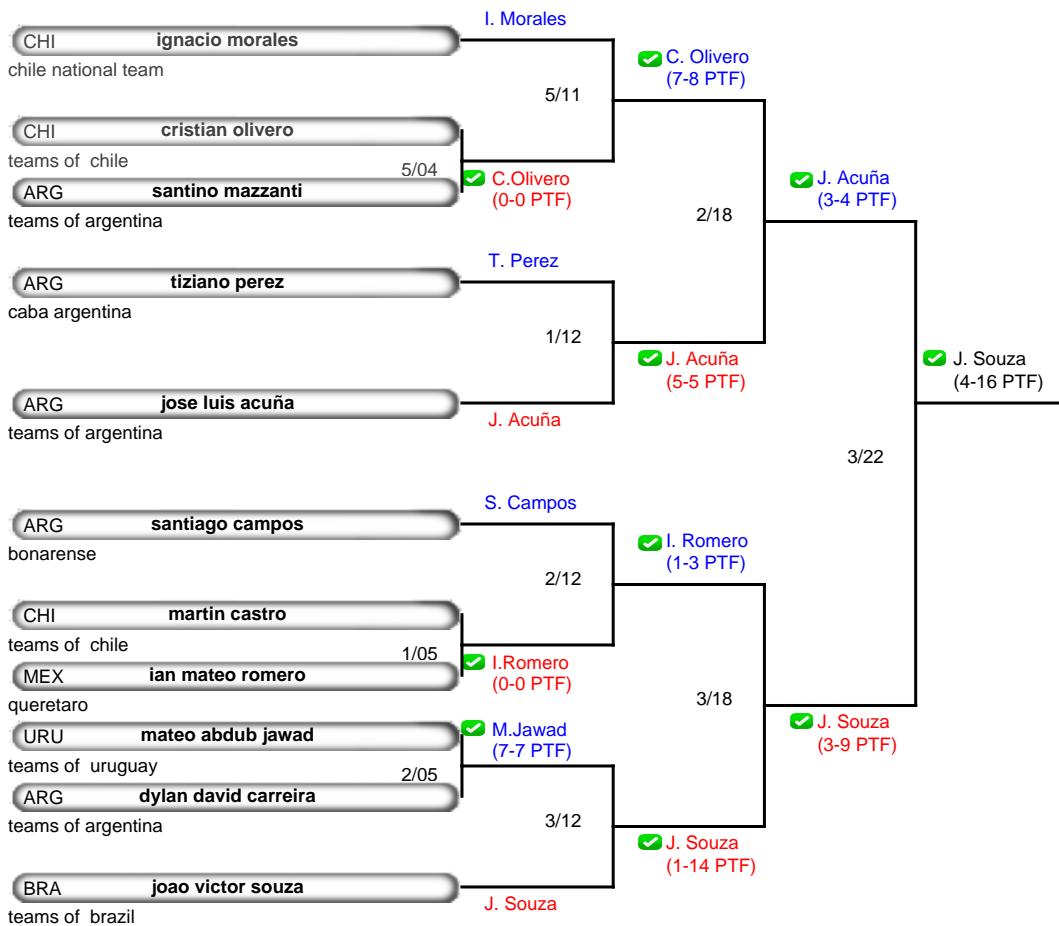 I. Morales
CHI ignacio morales
chile national team
C. Olivero
(7-8 PTF)
5/11
CHI cristian olivero
teams of  chile
5/04
C.Olivero
(0-0 PTF)
ARG santino mazzanti
teams of argentina
J. Acuña
(3-4 PTF)
2/18
T. Perez
ARG tiziano perez
caba argentina
1/12
J. Acuña
(5-5 PTF)
J. Souza
(4-16 PTF)
ARG jose luis acuña
J. Acuña
teams of argentina
3/22
S. Campos
ARG santiago campos
bonarense
I. Romero
(1-3 PTF)
2/12
CHI martin castro
teams of  chile
1/05
I.Romero
(0-0 PTF)
MEX ian mateo romero
queretaro
3/18
URU mateo abdub jawad
M.Jawad
(7-7 PTF)
J. Souza
(3-9 PTF)
teams of  uruguay
2/05
ARG dylan david carreira
teams of argentina
3/12
J. Souza
(1-14 PTF)
BRA joao victor souza
J. Souza
teams of  brazil